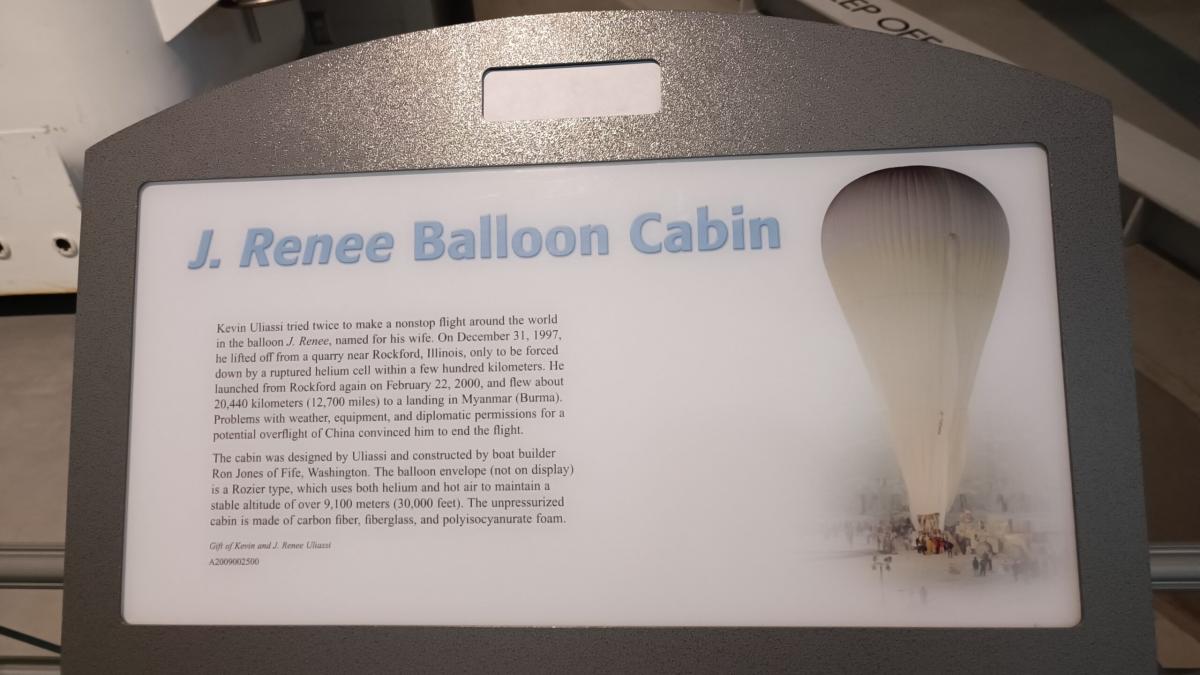 KEEP OFF
J. Renee Balloon Cabin
Kevin Uliassi tried twice to make a nonstop flight around the world
in the balloon J. Renee, named for his wife. On December 31, 1997,
he lifted off from a quarry near Rockford, Illinois, only to be forced
down by a ruptured helium cell within a few hundred kilometers. He
launched from Rockford again on February 22, 2000, and flew about
20,440 kilometers (12,700 miles) to a landing in Myanmar (Burma).
Problems with weather, equipment, and diplomatic permissions for a
potential overflight of China convinced him to end the flight.
The cabin was designed by Uliassi and constructed by boat builder
Ron Jones of Fife, Washington. The balloon envelope (not on display)
is a Rozier type, which uses both helium and hot air to maintain a
stable altitude of over 9,100 meters (30,000 feet). The unpressurized
cabin is made of carbon fiber, fiberglass, and polyisocyanurate foam.
Gift of Kevin and J. Renee Uliassi
A2009002500